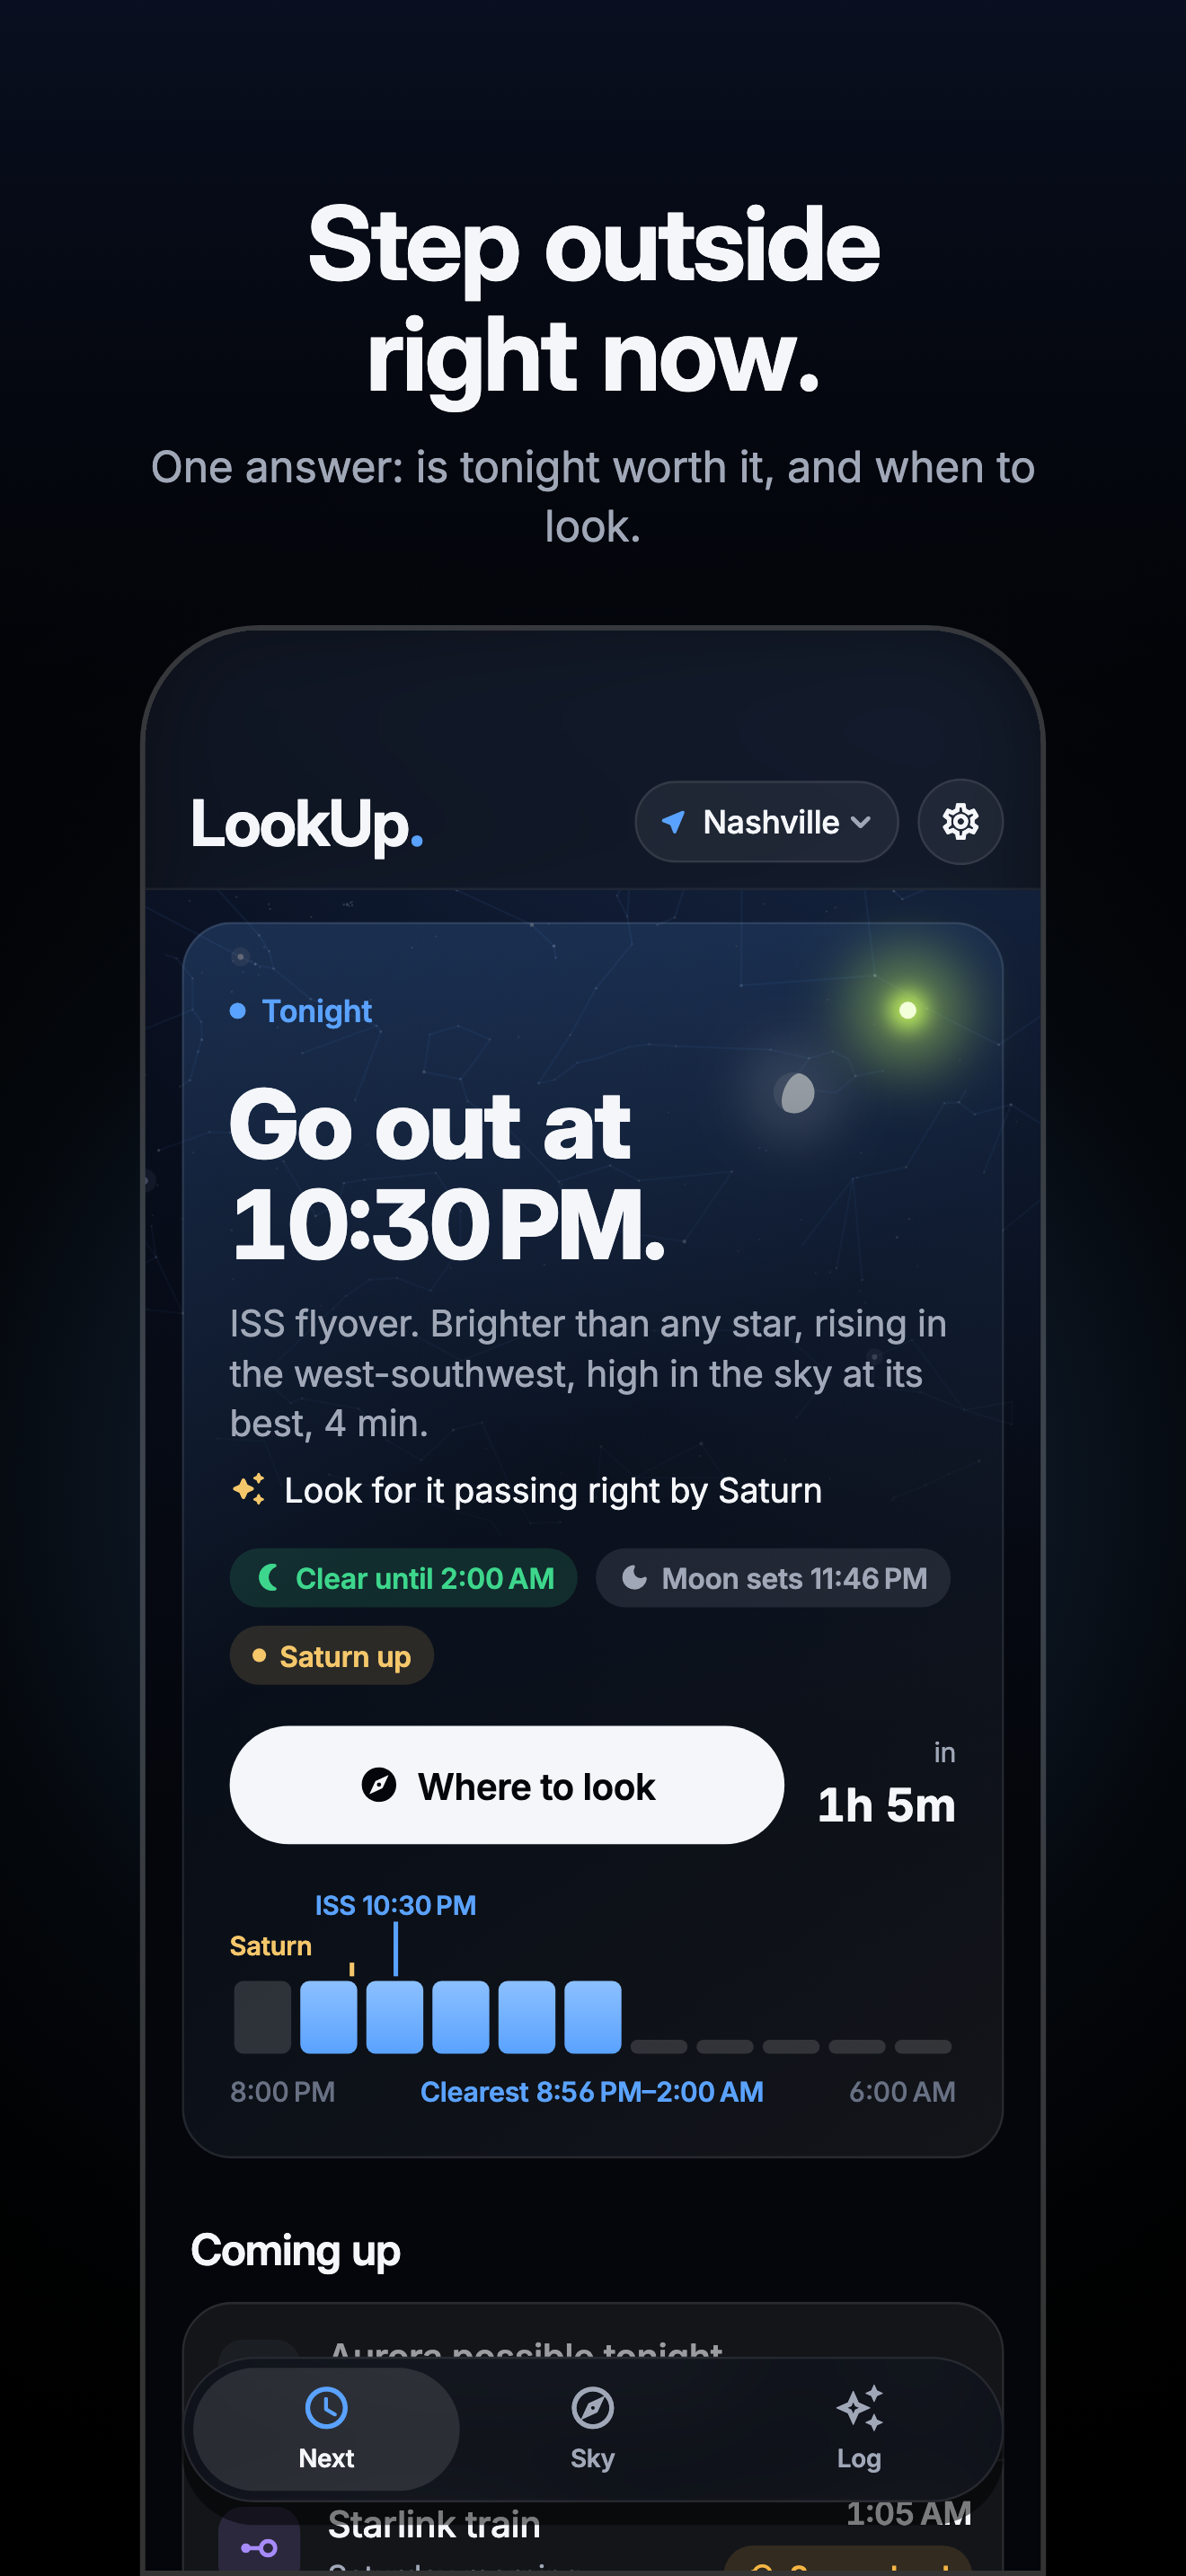 Step outside
right now.
One answer: is tonight worth it, and when to
look.
LookUp.
Nashville
Tonight
Go out at
10:30 PM.
ISS flyover. Brighter than any star, rising in
the west-southwest, high in the sky at its
best, 4 min.
Look for it passing right by Saturn
Clear until 2:00 AM
Moon sets 11:46 PM
Saturn up
Where to look
in
1h 5m
ISS 10:30 PM
Saturn
8:00 PM
Clearest 8:56 PM–2:00 AM
6:00 AM
Coming up
Aurora possible tonight
Next
Sky
Log
Starlink train
1:05 AM